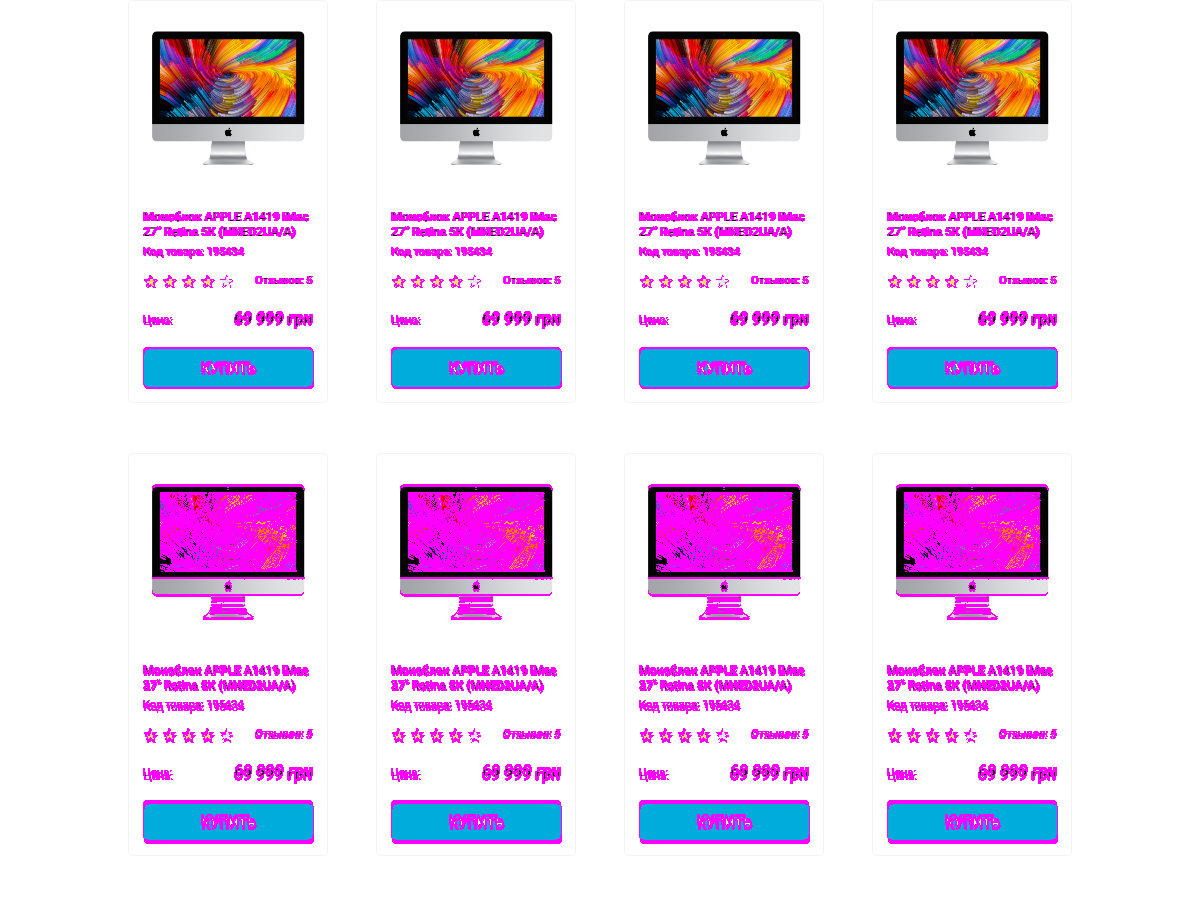 Моноблок APPLE A1419 iMac Моноблок APPLE A1419 iMac Моноблок APPLE A1419 iMac Моноблок APPLE A1419 iMac
27" Retina 5K (MNED2UA/A) 27" Retina 5K (MNED2UA/A) 27" Retina 5K (MNED2UA/A) 27" Retina 5K (MNED2UA/A)
Код товара: 195434 Код товара: 195434 Код товара: 195434 Код товара: 195434
Отзывов: 5 Отзывов: 5 Отзывов: 5 Отзывов: 5
Цена: 69 999 грн Цена: 69 999 грн Цена: 69 999 грн Цена: 69 999 грн
КУПИТЬ КУПИТЬ КУПИТЬ КУПИТЬ
Моноблок APPLE A1419 iMac Моноблок APPLE A1419 iMac Моноблок APPLE A1419 iMac Моноблок APPLE A1419 iMac
27" Retina 5K (MNED2UA/A) 27" Retina 5K (MNED2UA/A) 27" Retina 5K (MNED2UA/A) 27" Retina 5K (MNED2UA/A)
Код товара: 195434 Код товара: 195434 Код товара: 195434 Код товара: 195434
Отзывов: 5 Отзывов: 5 Отзывов: 5 Отзывов: 5
Цена: 69 999 грн Цена: 69 999 грн Цена: 69 999 грн Цена: 69 999 грн
КУПИТЬ КУПИТЬ КУПИТЬ КУПИТЬ